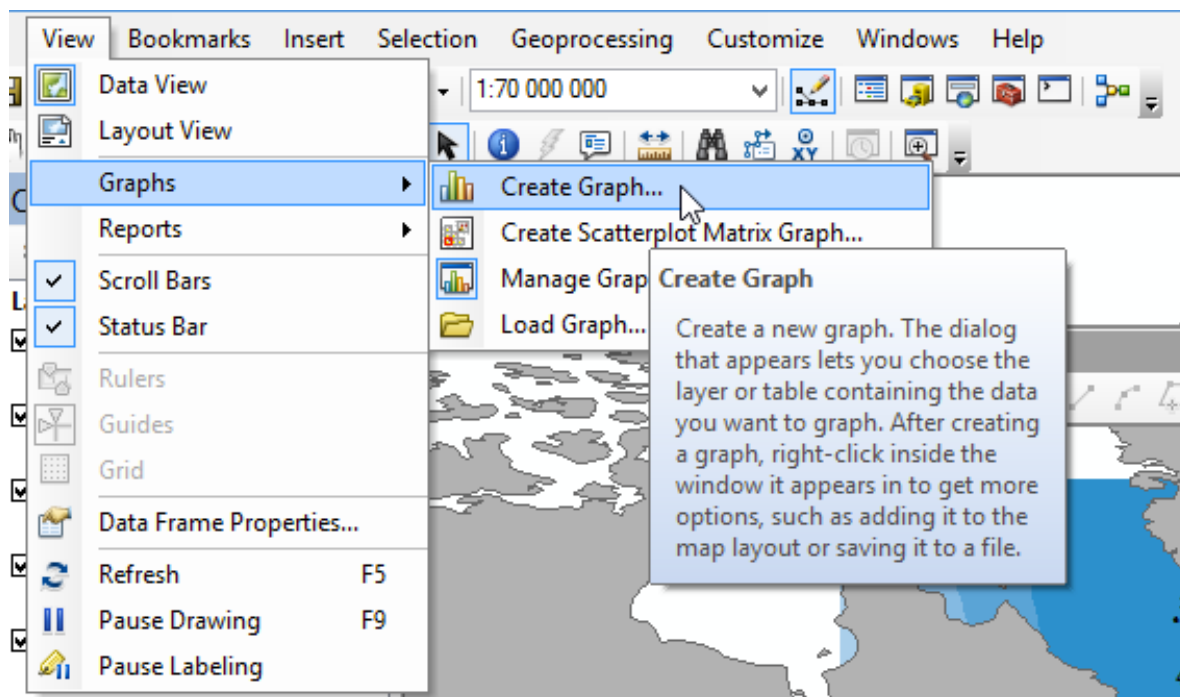 View Bookmarks Insert Selection Geoprocessing Customize Windows Help
Data View
1:70 000 000
Layout View
Graphs
Create Graph...
Reports
Create Scatterplot Matrix Graph...
Scroll Bars
Manage Grap
Status Bar
Load Graph...
Create Graph
Create a new graph. The dialog
that appears lets you choose the
layer or table containing the data
you want to graph. After creating
a graph, right-click inside the
window it appears in to get more
options, such as adding it to the
map layout or saving it to a file.
Rulers
Guides
Grid
Data Frame Properties...
Refresh F5
Pause Drawing F9
Pause Labeling
XY